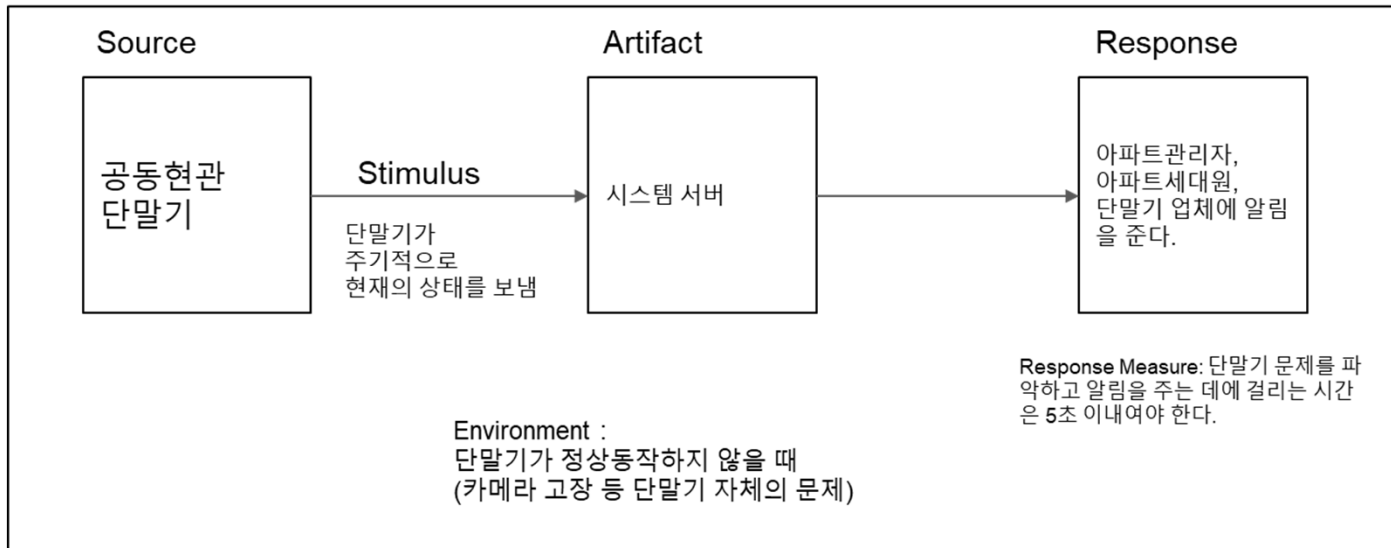 Source
Artifact
Response
공동현관
단말기
Stimulus
단말기가
주기적으로
현재의 상태를 보냄
시스템 서버
아파트관리자,
아파트세대원,
단말기 업체에 알림
을 준다.
Response Measure: 단말기 문제를 파
악하고 알림을 주는 데에 걸리는 시간
은 5초 이내여야 한다.
Environment :
단말기가 정상동작하지 않을 때
(카메라 고장 등 단말기 자체의 문제)